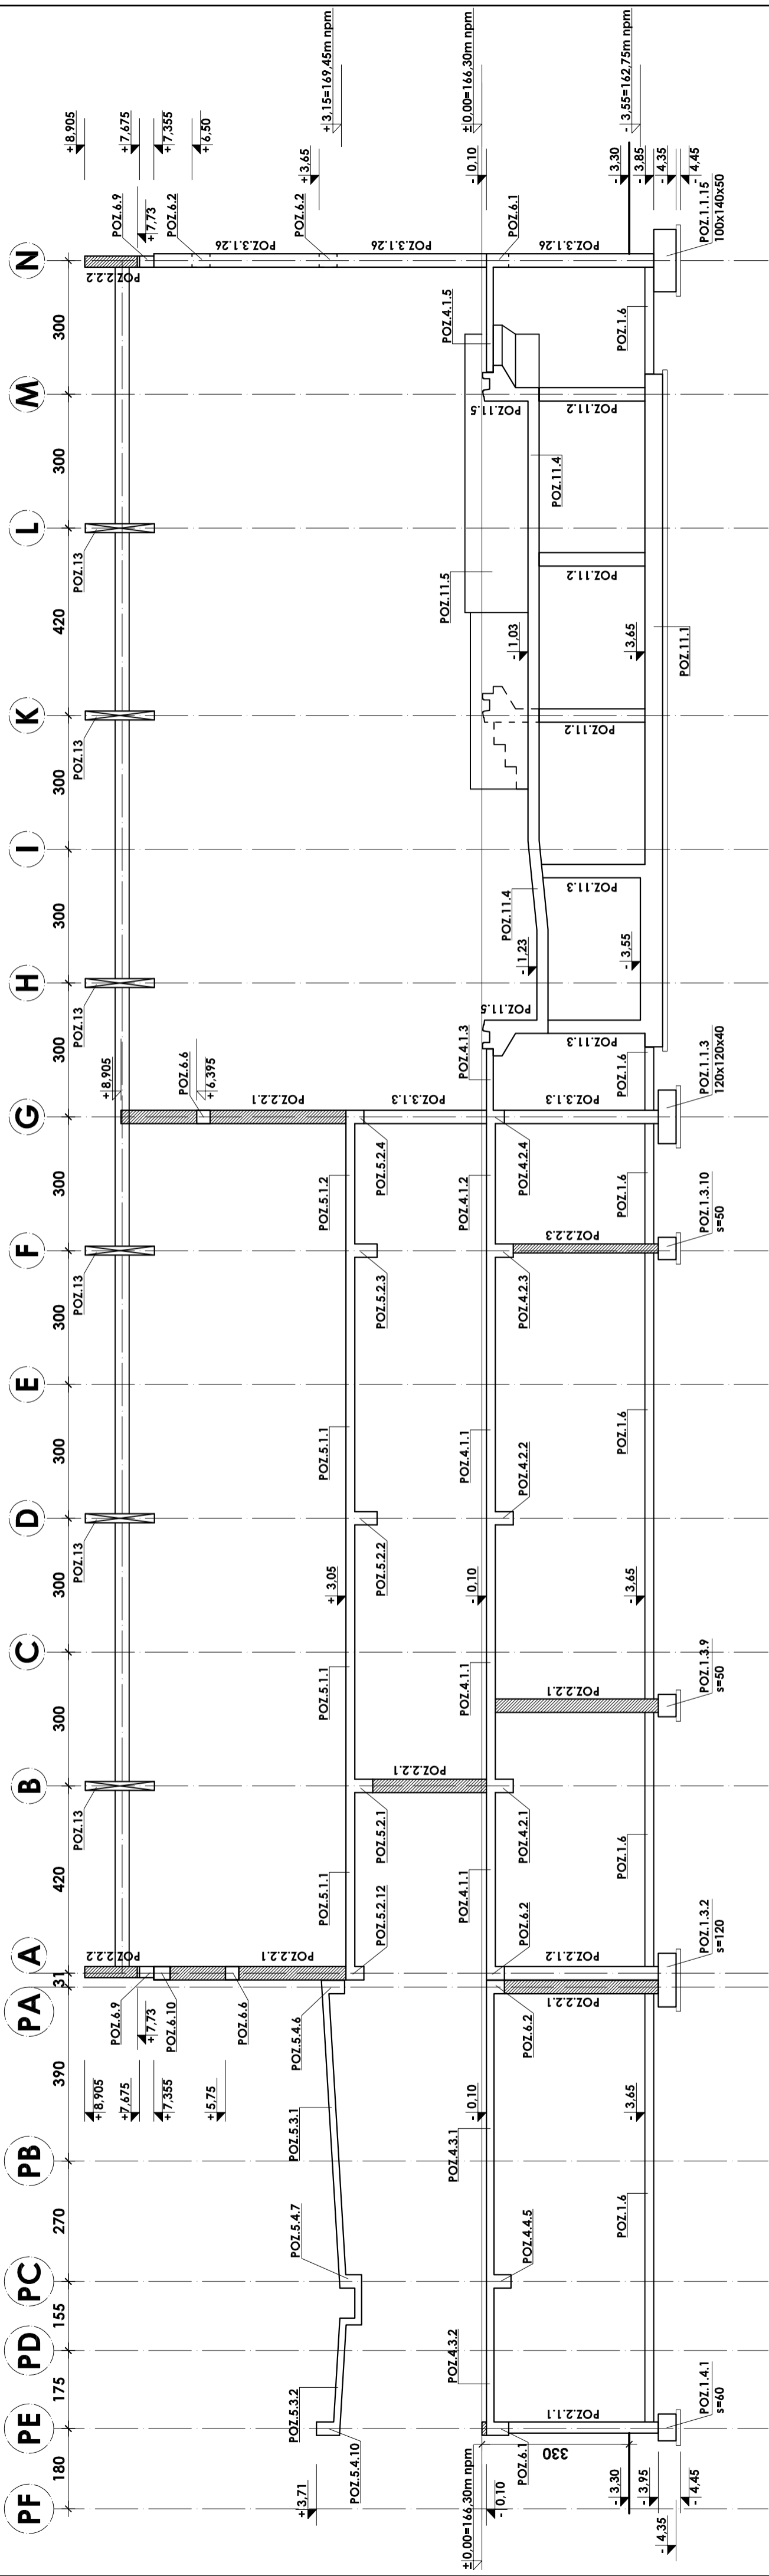 PF PE PD PC PB PA A B C D E F G H I K L M N
180 175 155 270 390 31 420 300 300 300 300 300 300 300 300 300 420 300 300
POZ.13 POZ.13 POZ.13 POZ.13 POZ.13 POZ.13
+8,905
+7,675
+7,355
+5,75
POZ.2.2.2
POZ.6.9
+7,73
POZ.6.10
POZ.6.6
POZ.2.2.1
+8,905
POZ.6.6
+6,395
POZ.2.2.1
POZ.2.2.2
POZ.6.9
+7,73
POZ.6.2
POZ.3.1.26
POZ.6.2
POZ.3.1.26
POZ.6.1
POZ.3.1.26
+8,905
+7,675
+7,355
+6,50
+3,65
+ 3,15=169,45m npm
± 0,00=166,30m npm
- 0,10
- 3,55=162,75m npm
- 3,30
- 3,85
- 4,35
- 4,45
+ 3,71
POZ.5.3.2
POZ.5.4.10
POZ.5.4.7
POZ.5.3.1
POZ.5.4.6
POZ.5.1.1
POZ.5.2.12
POZ.5.2.1
POZ.5.1.1
+ 3,05
POZ.5.2.2
POZ.5.1.1
POZ.5.2.3
POZ.5.1.2
POZ.5.2.4
POZ.3.1.3
POZ.2.2.1
± 0,00=166,30m npm
- 0,10
POZ.6.1
POZ.4.3.2
POZ.4.4.5
POZ.4.3.1
- 0,10
POZ.6.2
POZ.6.2
POZ.4.1.1
POZ.4.2.1
POZ.4.1.1
- 0,10
POZ.4.2.2
POZ.4.1.1
POZ.4.2.3
POZ.4.1.2
POZ.4.2.4
POZ.4.1.3
POZ.11.5
- 1,23
POZ.11.4
- 1,03
POZ.11.5
POZ.11.4
POZ.11.5
POZ.4.1.5
330
POZ.2.1.1
POZ.2.2.1
POZ.2.1.2
POZ.2.2.1
POZ.2.2.3
POZ.3.1.3
POZ.11.3
POZ.11.3
POZ.11.2
POZ.11.2
POZ.11.2
- 3,30
- 3,95
- 4,35
- 4,45
POZ.1.6
- 3,65
POZ.1.6
- 3,65
POZ.1.6
POZ.1.6
POZ.1.6
- 3,55
- 3,65
POZ.1.6
POZ.11.1
POZ.1.4.1
s=60
POZ.1.3.2
s=120
POZ.1.3.9
s=50
POZ.1.3.10
s=50
POZ.1.1.3
120x120x40
POZ.1.1.15
100x140x50